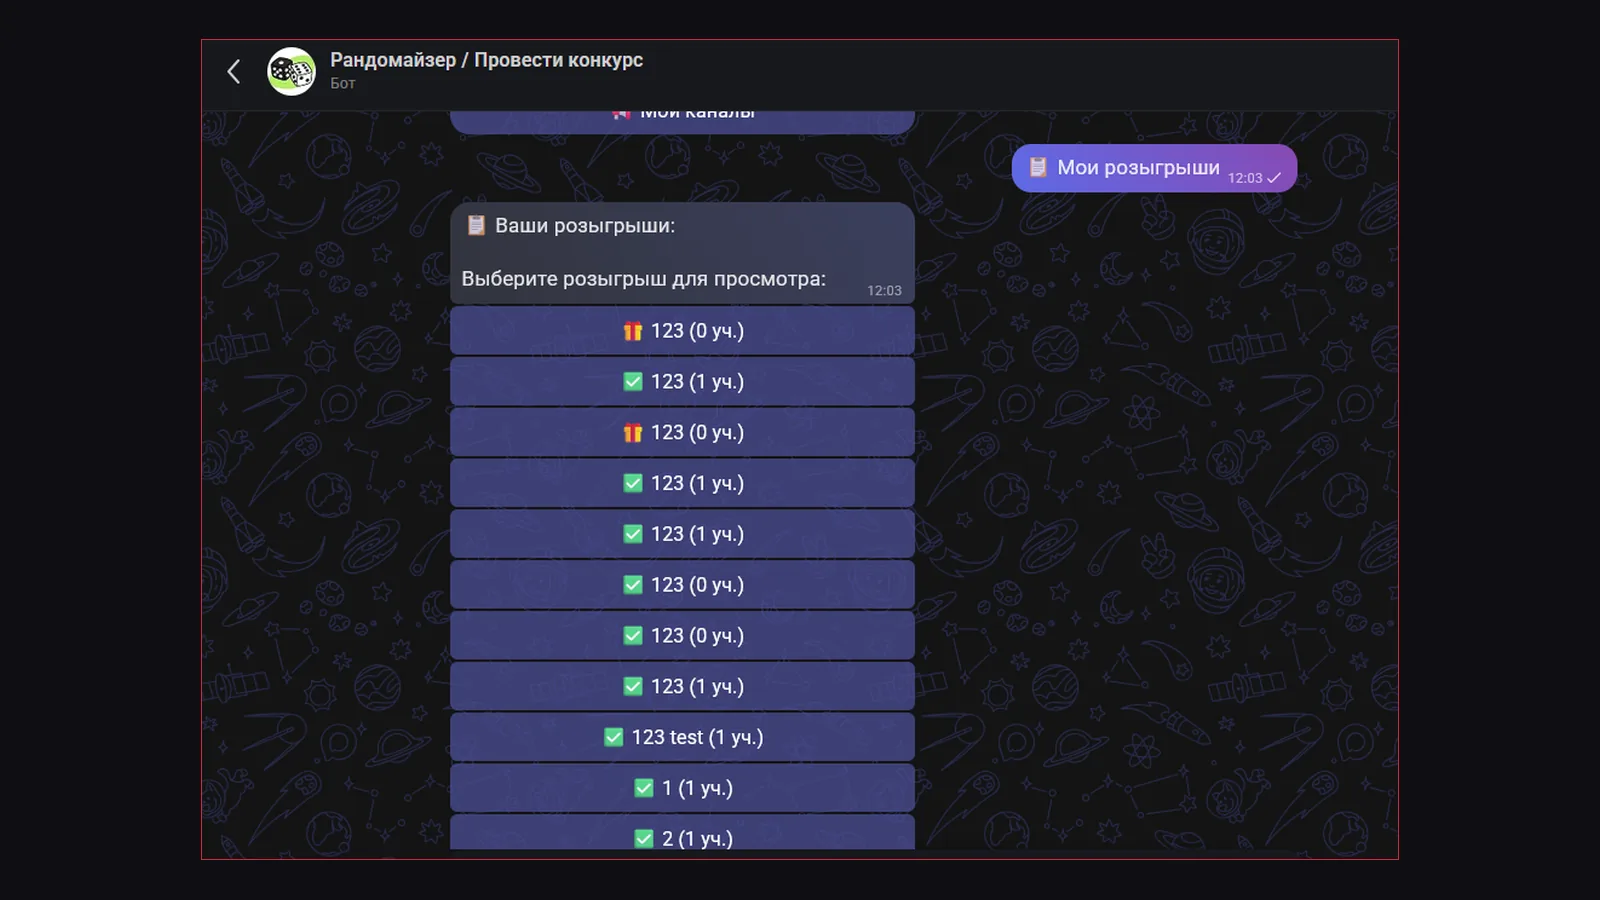 Рандомайзер / Провести конкурс
Бот
📢 Мои каналы
📋 Мои розыгрыши 12:03
📋 Ваши розыгрыши:
Выберите розыгрыш для просмотра:
12:03
🎁 123 (0 уч.)
✅ 123 (1 уч.)
🎁 123 (0 уч.)
✅ 123 (1 уч.)
✅ 123 (1 уч.)
✅ 123 (0 уч.)
✅ 123 (0 уч.)
✅ 123 (1 уч.)
✅ 123 test (1 уч.)
✅ 1 (1 уч.)
✅ 2 (1 уч.)